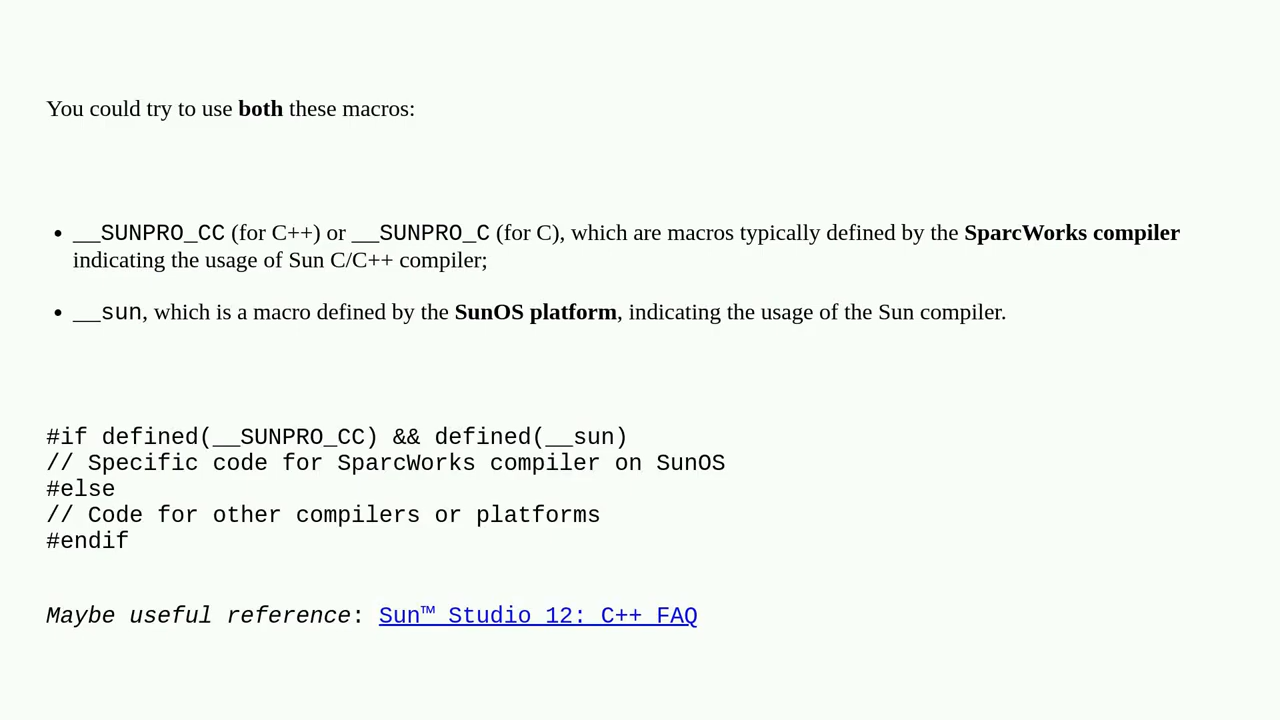 You could try to use both these macros:
• __SUNPRO_CC (for C++) or __SUNPRO_C (for C), which are macros typically defined by the SparcWorks compiler
indicating the usage of Sun C/C++ compiler;
• __sun, which is a macro defined by the SunOS platform, indicating the usage of the Sun compiler.
#if defined(__SUNPRO_CC) && defined(__sun)
// Specific code for SparcWorks compiler on SunOS
#else
// Code for other compilers or platforms
#endif
Maybe useful reference: Sun™ Studio 12: C++ FAQ